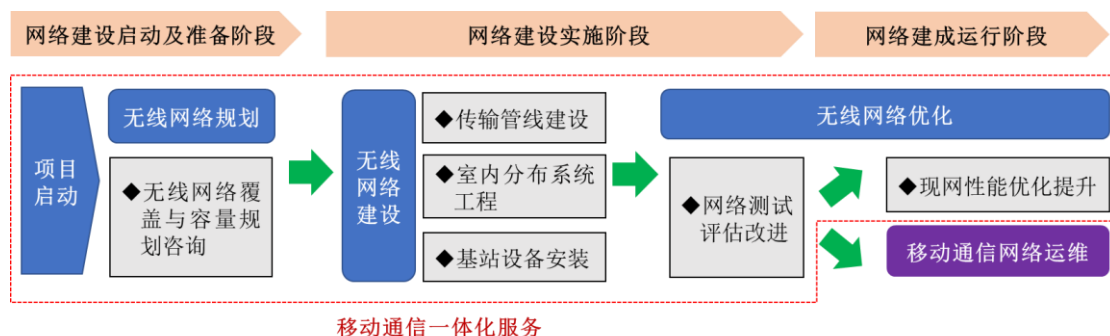 网络建设启动及准备阶段
网络建设实施阶段
网络建成运行阶段
项目
启动
无线网络规划
◆无线网络覆
盖与容量规
划咨询
无线
网络
建设
◆传输管线建设
◆室内分布系统
工程
◆基站设备安装
无线网络优化
◆网络测试
评估改进
◆现网性能优化提升
移动通信网络运维
移动通信一体化服务